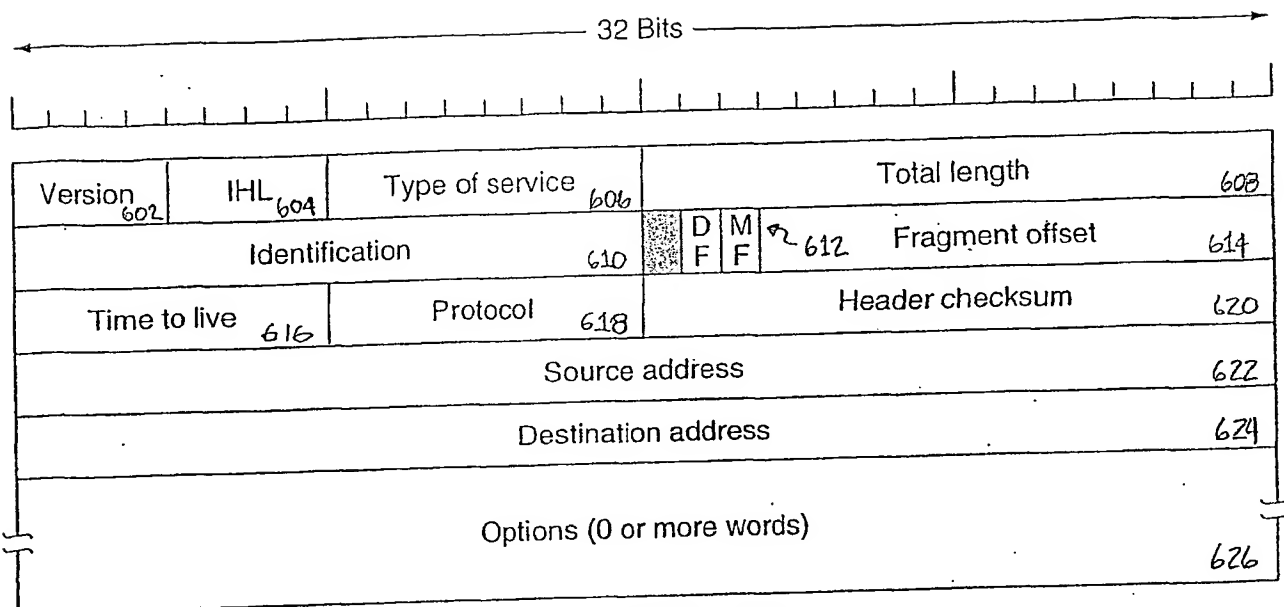 32 Bits
Version 602 IHL 604 Type of service 606 Total length 608
Identification 610 DF MF 612 Fragment offset 614
Time to live 616 Protocol 618 Header checksum 620
Source address 622
Destination address 624
Options (0 or more words)
626